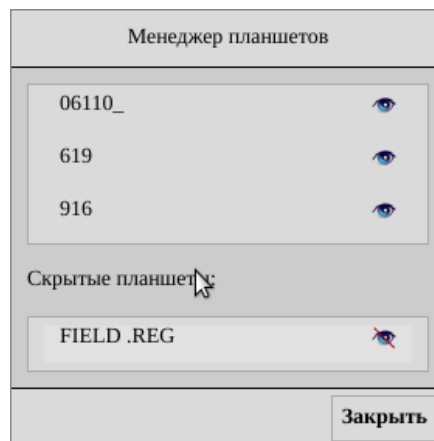 Менеджер планшетов
06110_
619
916
Скрытые планшеты:
FIELD .REG
Закрыть